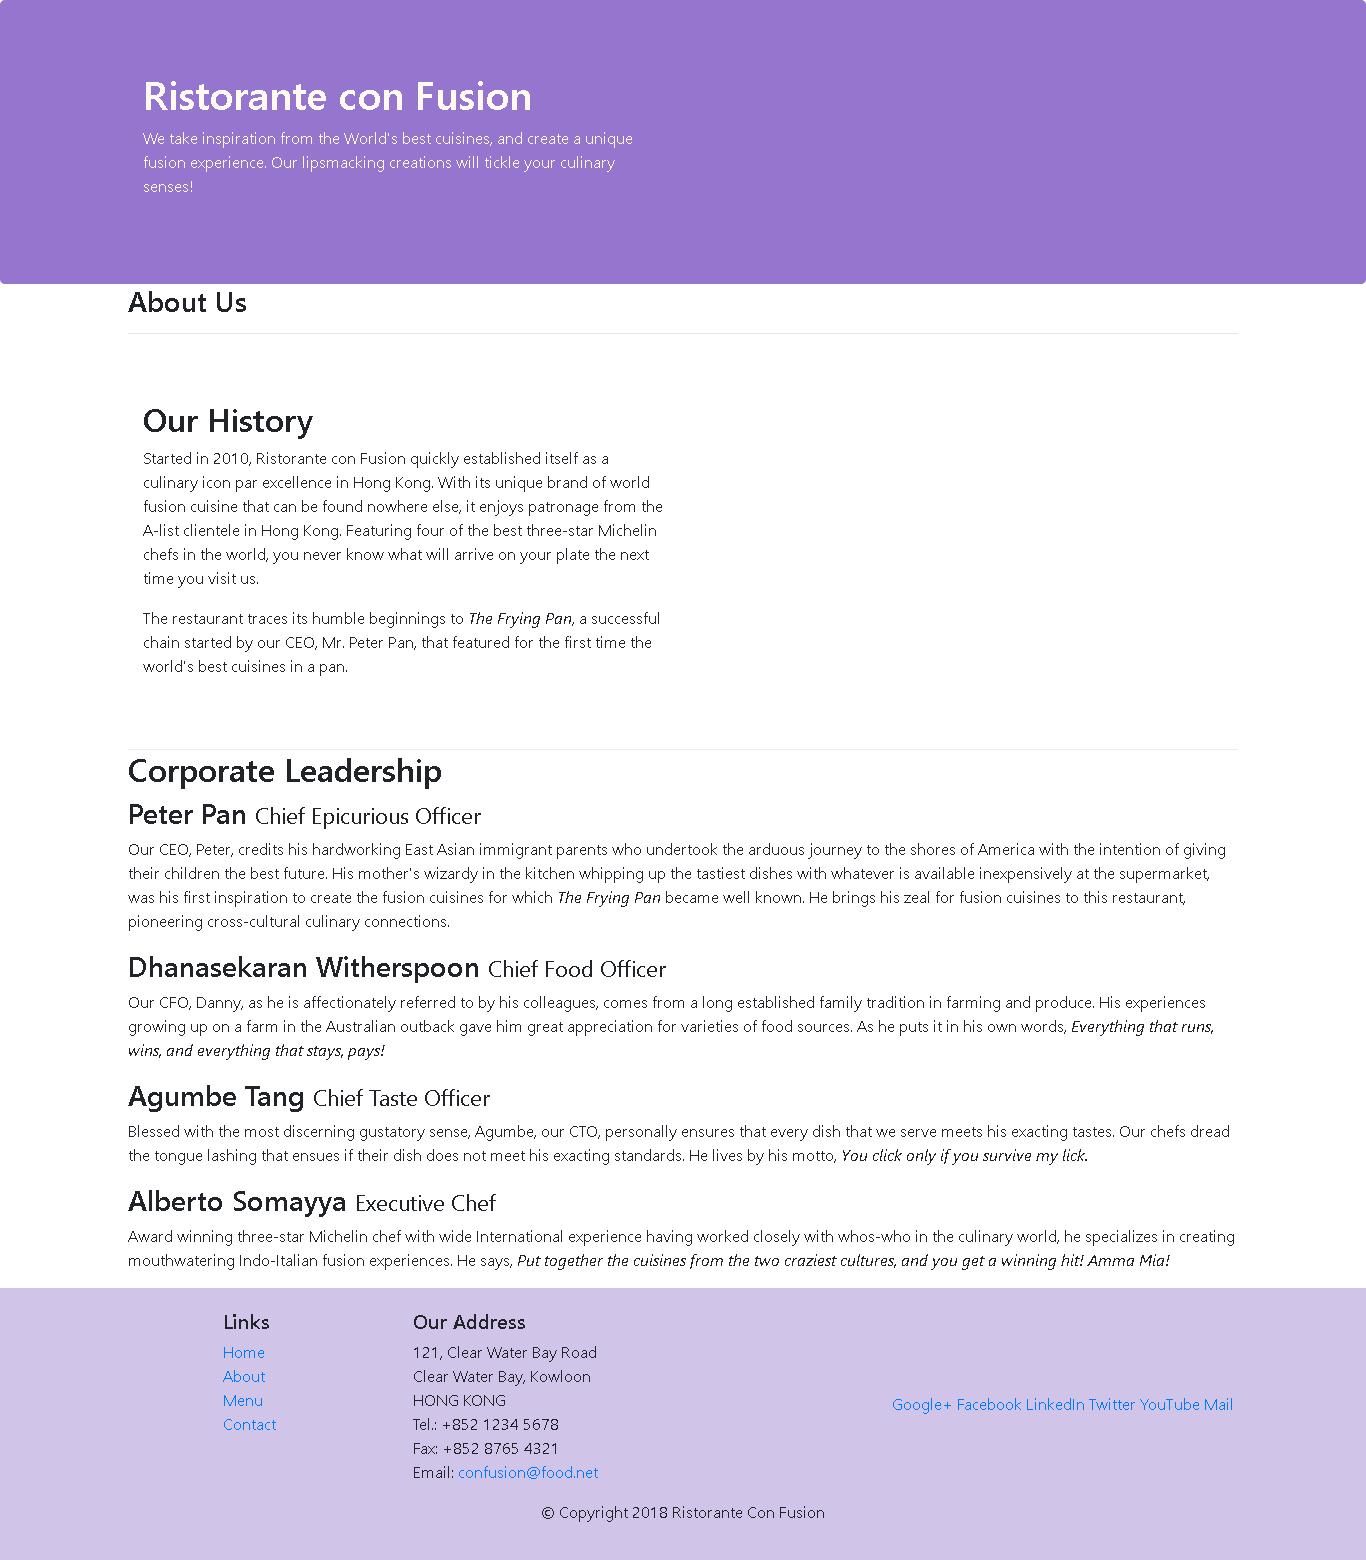 Ristorante con Fusion
We take inspiration from the World's best cuisines, and create a unique
fusion experience. Our lipsmacking creations will tickle your culinary
senses!
About Us
Our History
Started in 2010, Ristorante con Fusion quickly established itself as a
culinary icon par excellence in Hong Kong. With its unique brand of world
fusion cuisine that can be found nowhere else, it enjoys patronage from the
A-list clientele in Hong Kong. Featuring four of the best three-star Michelin
chefs in the world, you never know what will arrive on your plate the next
time you visit us.
The restaurant traces its humble beginnings to The Frying Pan, a successful
chain started by our CEO, Mr. Peter Pan, that featured for the first time the
world's best cuisines in a pan.
Corporate Leadership
Peter Pan Chief Epicurious Officer
Our CEO, Peter, credits his hardworking East Asian immigrant parents who undertook the arduous journey to the shores of America with the intention of giving
their children the best future. His mother's wizardy in the kitchen whipping up the tastiest dishes with whatever is available inexpensively at the supermarket,
was his first inspiration to create the fusion cuisines for which The Frying Pan became well known. He brings his zeal for fusion cuisines to this restaurant,
pioneering cross-cultural culinary connections.
Dhanasekaran Witherspoon Chief Food Officer
Our CFO, Danny, as he is affectionately referred to by his colleagues, comes from a long established family tradition in farming and produce. His experiences
growing up on a farm in the Australian outback gave him great appreciation for varieties of food sources. As he puts it in his own words, Everything that runs,
wins, and everything that stays, pays!
Agumbe Tang Chief Taste Officer
Blessed with the most discerning gustatory sense, Agumbe, our CTO, personally ensures that every dish that we serve meets his exacting tastes. Our chefs dread
the tongue lashing that ensues if their dish does not meet his exacting standards. He lives by his motto, You click only if you survive my lick.
Alberto Somayya Executive Chef
Award winning three-star Michelin chef with wide International experience having worked closely with whos-who in the culinary world, he specializes in creating
mouthwatering Indo-Italian fusion experiences. He says, Put together the cuisines from the two craziest cultures, and you get a winning hit! Amma Mia!
Links
Home
About
Menu
Contact
Our Address
121, Clear Water Bay Road
Clear Water Bay, Kowloon
HONG KONG
Tel.: +852 1234 5678
Fax: +852 8765 4321
Email: confusion@food.net
Google+ Facebook LinkedIn Twitter YouTube Mail
© Copyright 2018 Ristorante Con Fusion